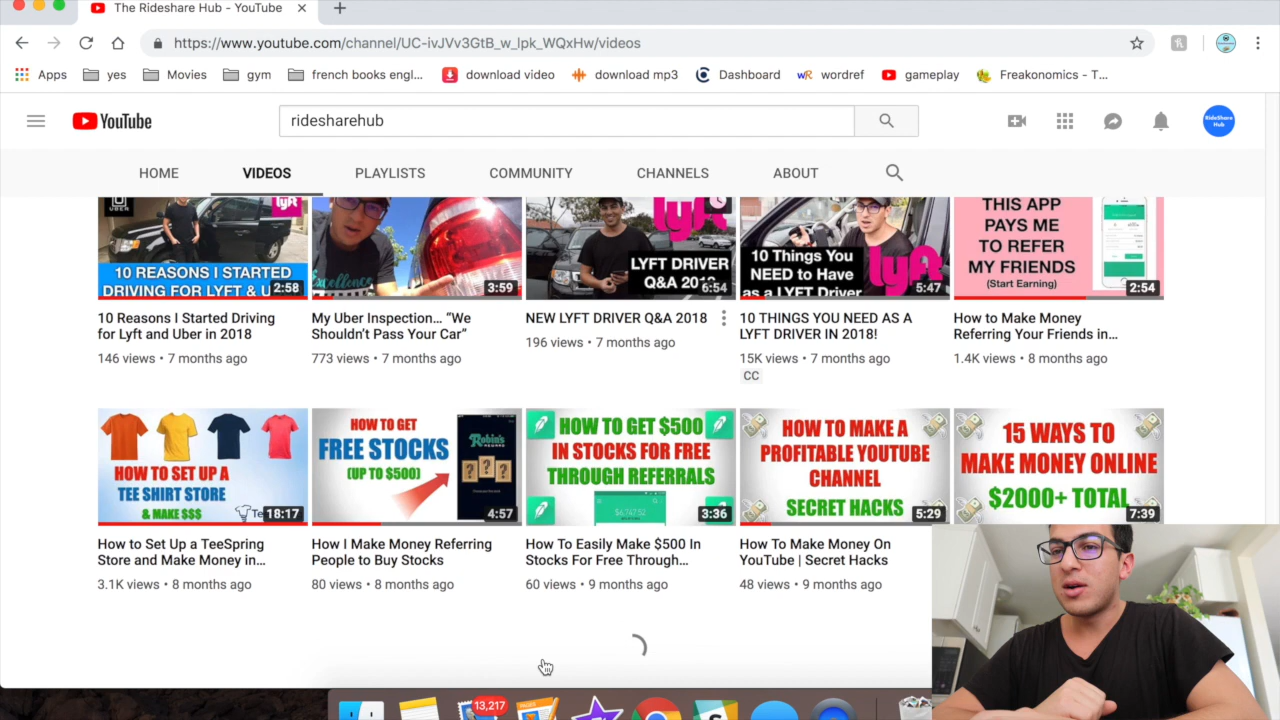 The Rideshare Hub - YouTube
https://www.youtube.com/channel/UC-ivJVv3GtB_w_lpk_WQxHw/videos
Apps yes Movies gym french books engl... download video download mp3 Dashboard wordref gameplay Freakonomics - T...
YouTube
ridesharehub
RideShare
Hub
HOME VIDEOS PLAYLISTS COMMUNITY CHANNELS ABOUT
UBER
lyft
10 REASONS I STARTED
DRIVING FOR LYFT & U
2:58
3:59
lyft
LYFT DRIVER
Q&A 2018
6:54
10 Things You
NEED to Have
as a LYFT Driver
lyft
5:47
THIS APP
PAYS ME
TO REFER
MY FRIENDS
(Start Earning)
2:54
10 Reasons I Started Driving
for Lyft and Uber in 2018
146 views • 7 months ago
My Uber Inspection... “We
Shouldn’t Pass Your Car”
773 views • 7 months ago
NEW LYFT DRIVER Q&A 2018
196 views • 7 months ago
10 THINGS YOU NEED AS A
LYFT DRIVER IN 2018!
15K views • 7 months ago
CC
How to Make Money
Referring Your Friends in...
1.4K views • 8 months ago
HOW TO SET UP A
TEE SHIRT STORE
& MAKE $$$
18:17
HOW TO GET
FREE STOCKS
(UP TO $500)
4:57
HOW TO GET $500
IN STOCKS FOR FREE
THROUGH REFERRALS
3:36
HOW TO MAKE A
PROFITABLE YOUTUBE
CHANNEL
SECRET HACKS
5:29
15 WAYS TO
MAKE MONEY ONLINE
$2000+ TOTAL
7:39
How to Set Up a TeeSpring
Store and Make Money in...
3.1K views • 8 months ago
How I Make Money Referring
People to Buy Stocks
80 views • 8 months ago
How To Easily Make $500 In
Stocks For Free Through...
60 views • 9 months ago
How To Make Money On
YouTube | Secret Hacks
48 views • 9 months ago
13,217
PAGES